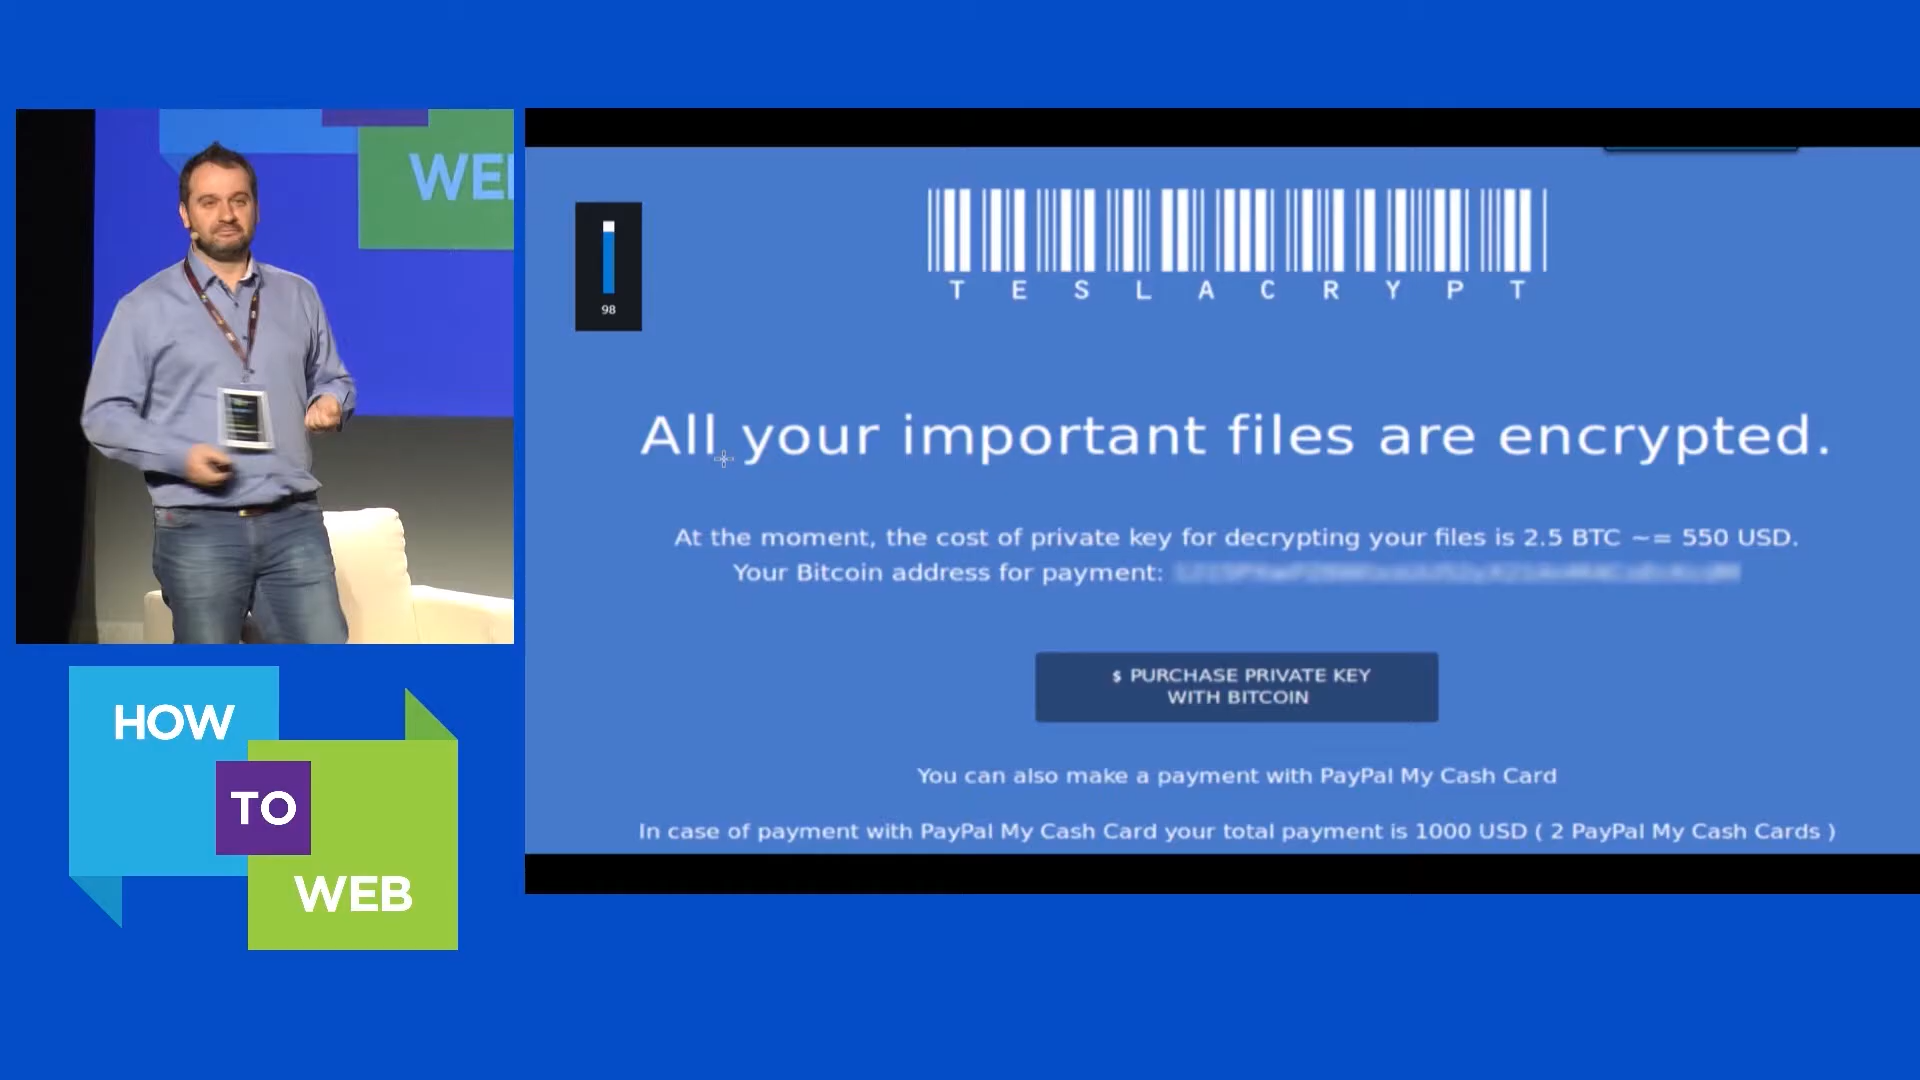 WE
HOW
TO
WEB
98
TESLACRYPT
All your important files are encrypted.
At the moment, the cost of private key for decrypting your files is 2.5 BTC ~= 550 USD.
Your Bitcoin address for payment:
$ PURCHASE PRIVATE KEY
WITH BITCOIN
You can also make a payment with PayPal My Cash Card
In case of payment with PayPal My Cash Card your total payment is 1000 USD ( 2 PayPal My Cash Cards )